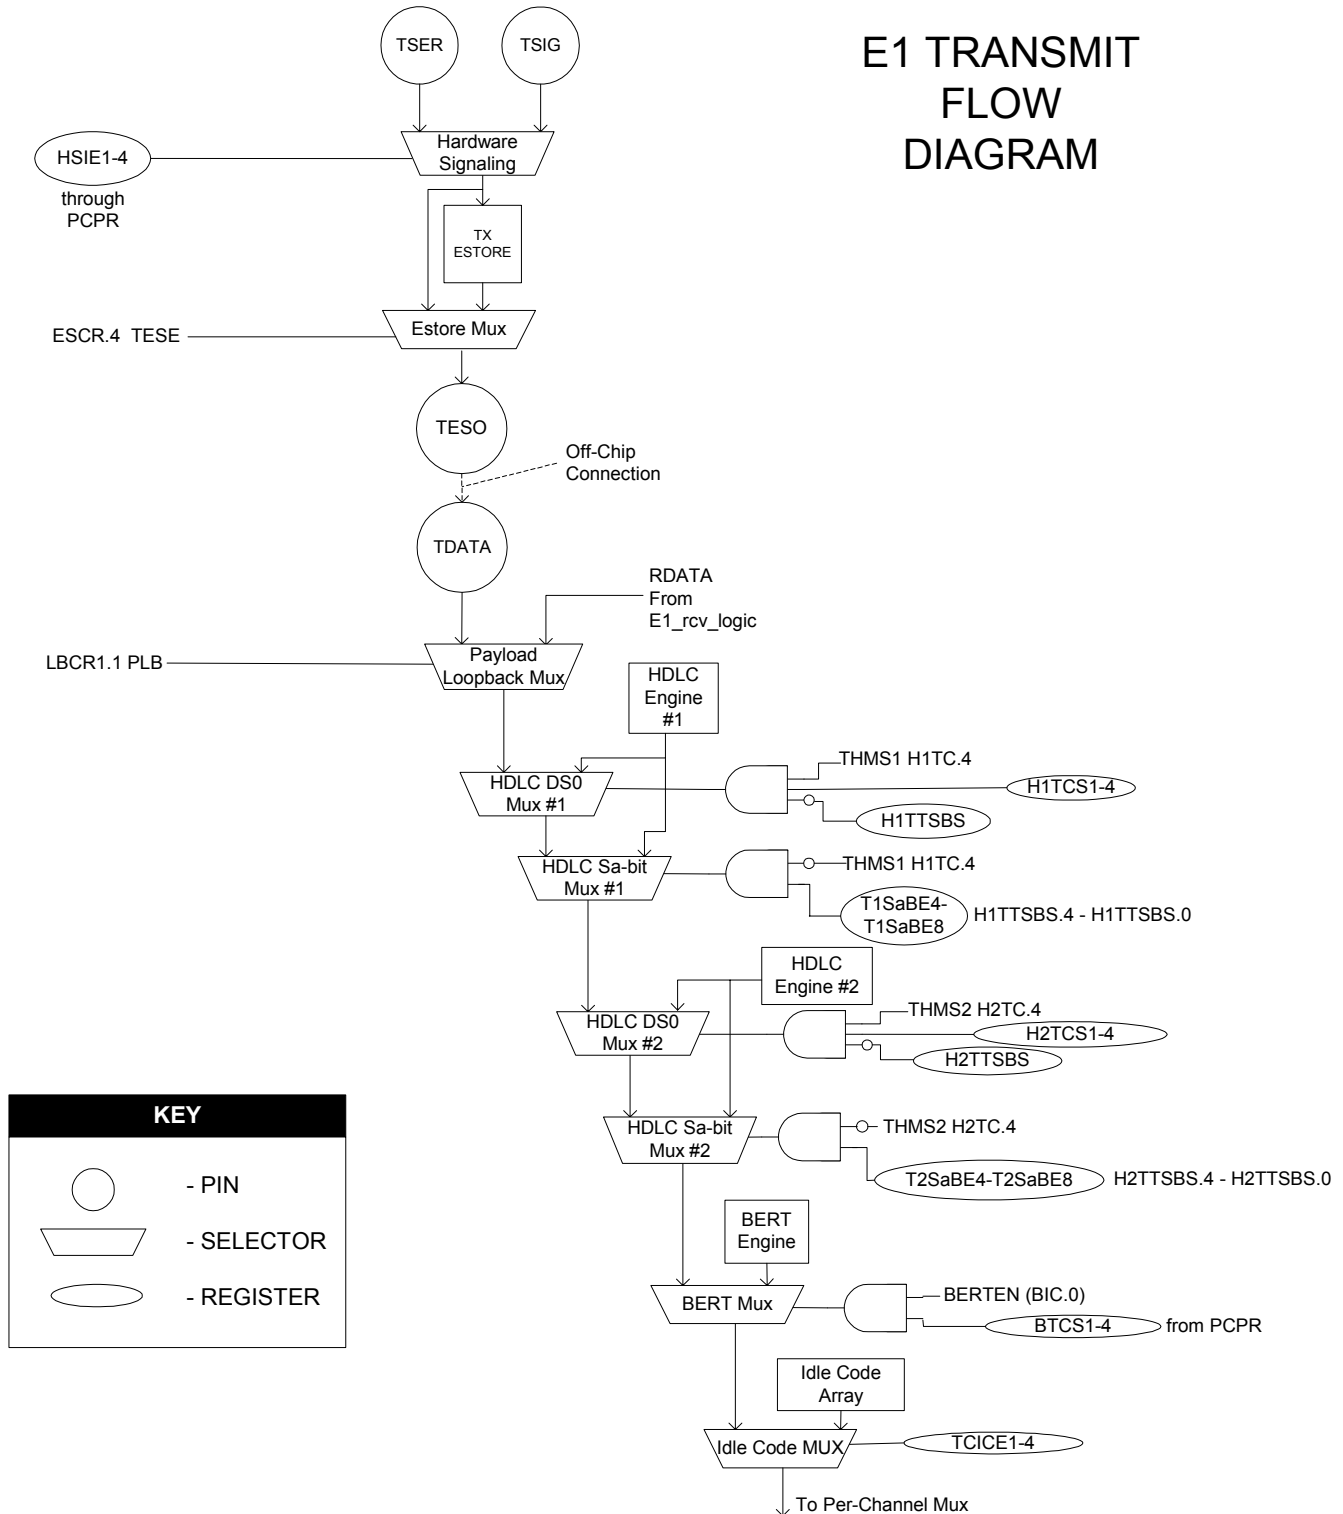 E1 TRANSMIT
FLOW
DIAGRAM
TSER
TSIG
Hardware
Signaling
HSIE1-4
through
PCPR
TX
ESTORE
Estore Mux
ESCR.4 TESE
TESO
Off-Chip
Connection
TDATA
RDATA
From
E1_rcv_logic
LBCR1.1 PLB
Payload
Loopback Mux
HDLC
Engine
#1
THMS1 H1TC.4
HDLC DS0
Mux #1
H1TCS1-4
H1TTSBS
HDLC Sa-bit
Mux #1
THMS1 H1TC.4
T1SaBE4-
T1SaBE8
H1TTSBS.4 - H1TTSBS.0
HDLC
Engine #2
THMS2 H2TC.4
HDLC DS0
Mux #2
H2TCS1-4
H2TTSBS
HDLC Sa-bit
Mux #2
THMS2 H2TC.4
T2SaBE4-T2SaBE8
H2TTSBS.4 - H2TTSBS.0
KEY
- PIN
- SELECTOR
- REGISTER
BERT
Engine
BERT Mux
BERTEN (BIC.0)
BTCS1-4
from PCPR
Idle Code
Array
Idle Code MUX
TCICE1-4
To Per-Channel Mux